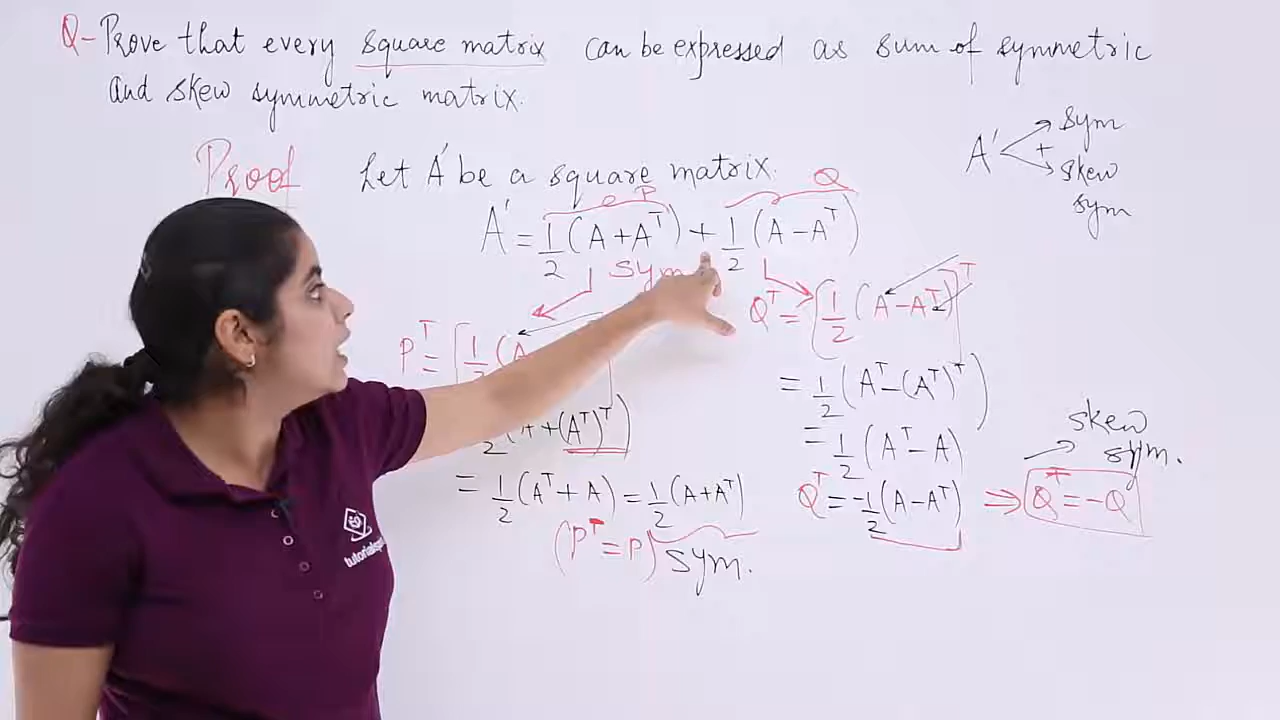 Q- Prove that every square matrix can be expressed as sum of symmetric
and skew symmetric matrix.
Proof Let A' be a square matrix.
A' → sym
+
→ skew
sym
P Q
A' = 1/2 (A + A^T) + 1/2 (A - A^T)
sym
P^T = [1/2 (A
Q^T = [1/2 (A - A^T)]^T
= 1/2 (A^T - (A^T)^T)
2 (A + (A^T)^T)
= 1/2 (A^T - A)
= 1/2 (A^T + A) = 1/2 (A + A^T)
Q^T = -1/2 (A - A^T) ⇒ Q^T = -Q
skew
sym.
(P^T = P) sym.